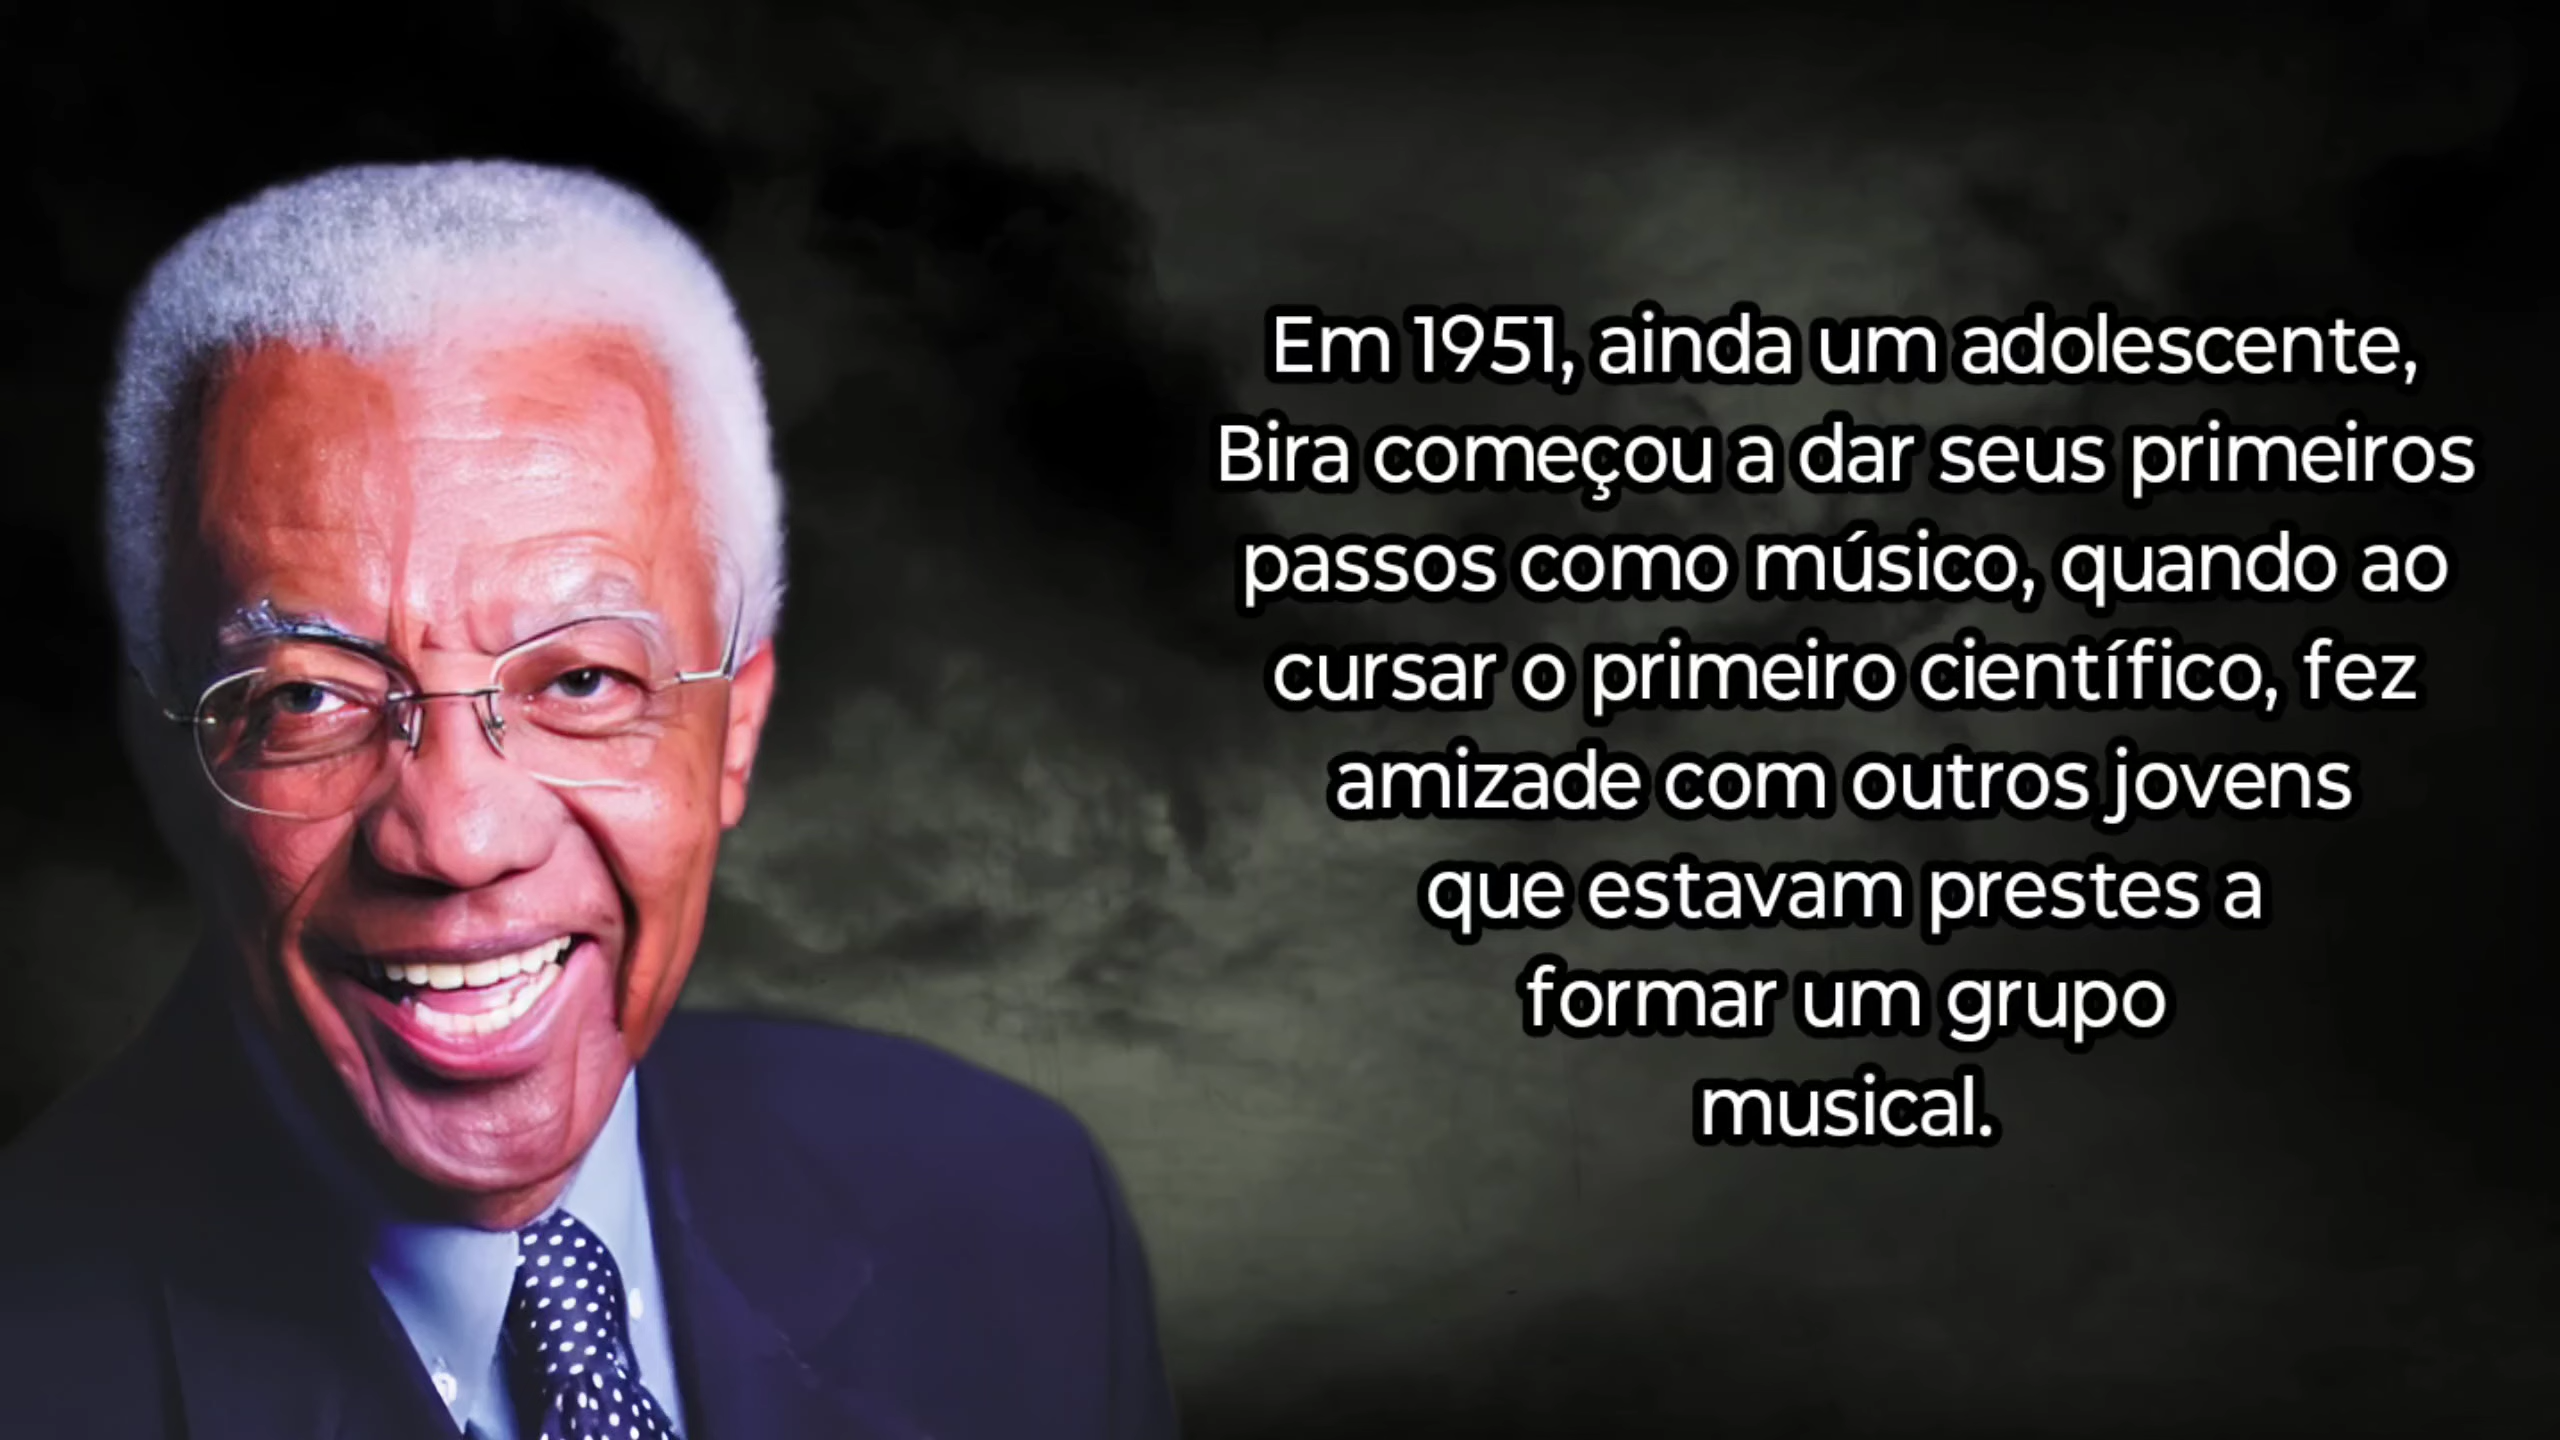 Em 1951, ainda um adolescente,
Bira começou a dar seus primeiros
passos como músico, quando ao
cursar o primeiro científico, fez
amizade com outros jovens
que estavam prestes a
formar um grupo
musical.